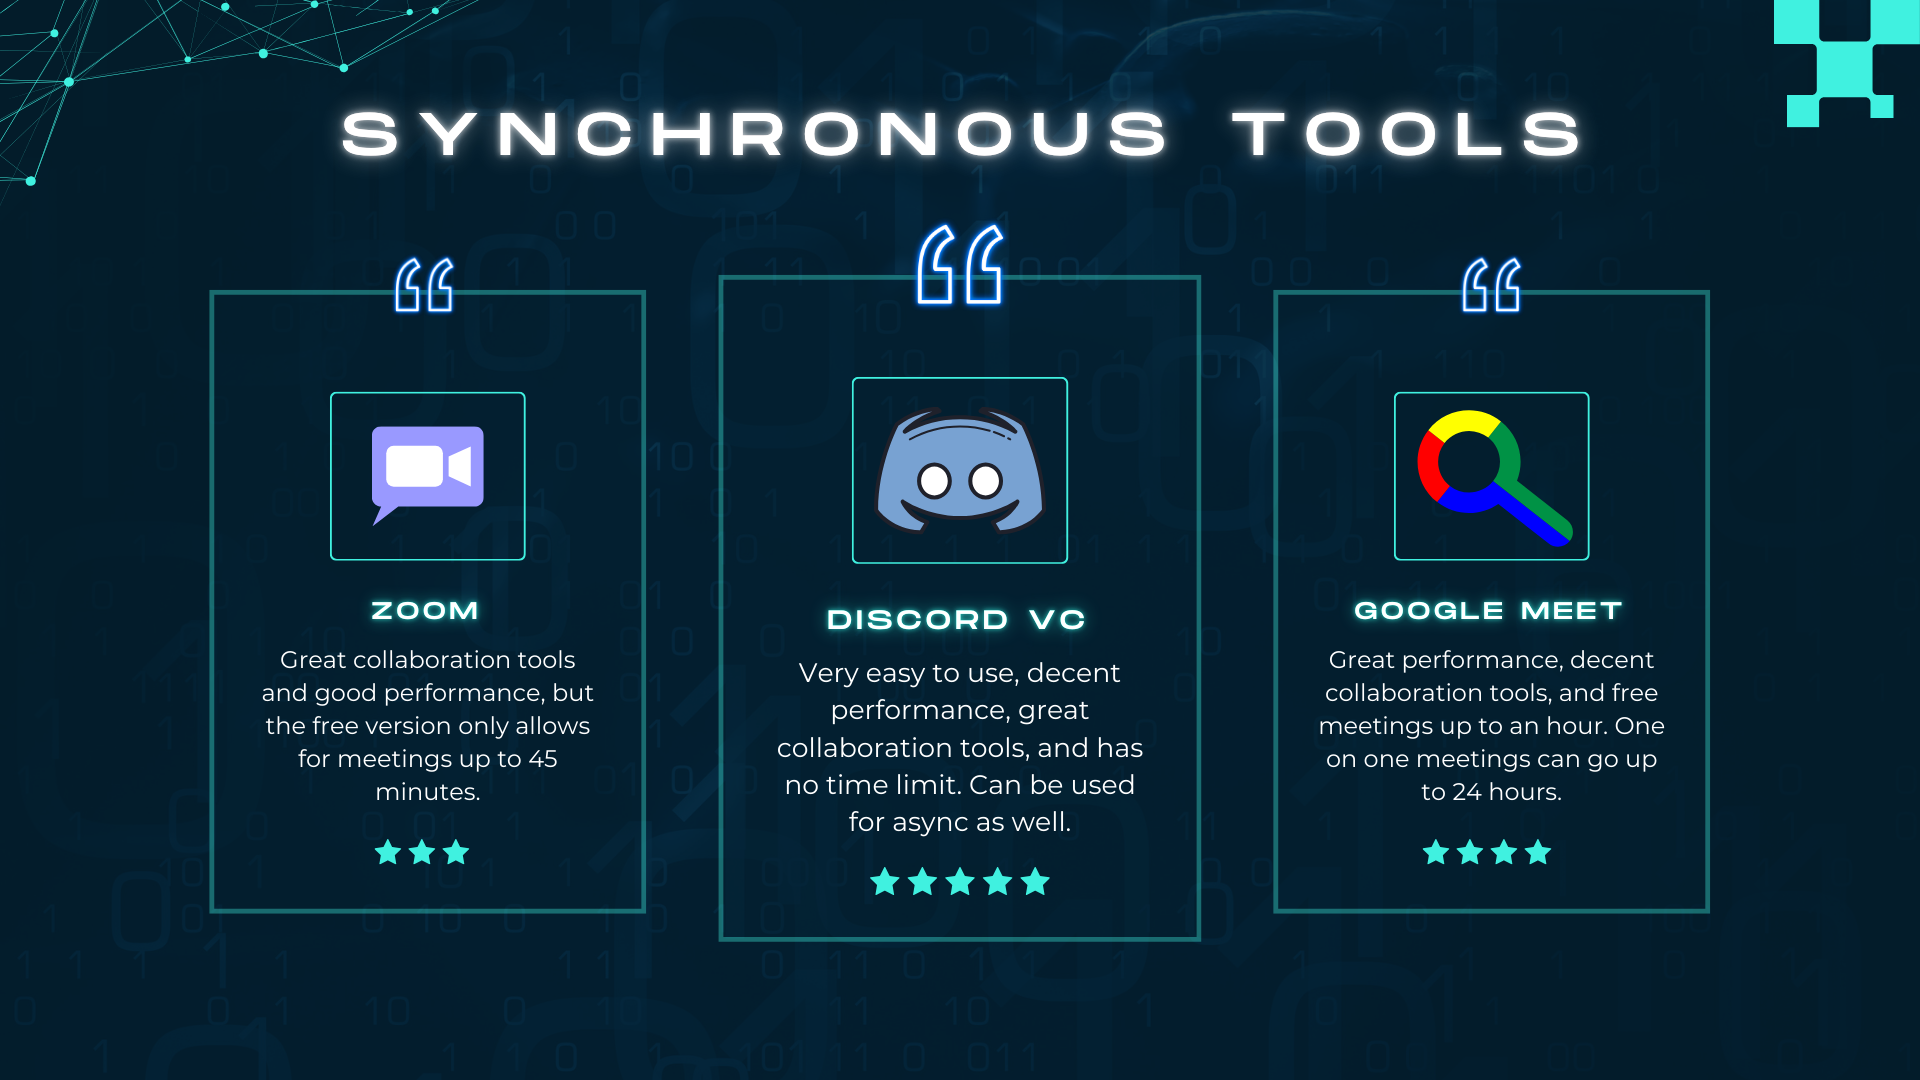 SYNCHRONOUS TOOLS
ZOOM
Great collaboration tools
and good performance, but
the free version only allows
for meetings up to 45
minutes.
DISCORD VC
Very easy to use, decent
performance, great
collaboration tools, and has
no time limit. Can be used
for async as well.
GOOGLE MEET
Great performance, decent
collaboration tools, and free
meetings up to an hour. One
on one meetings can go up
to 24 hours.